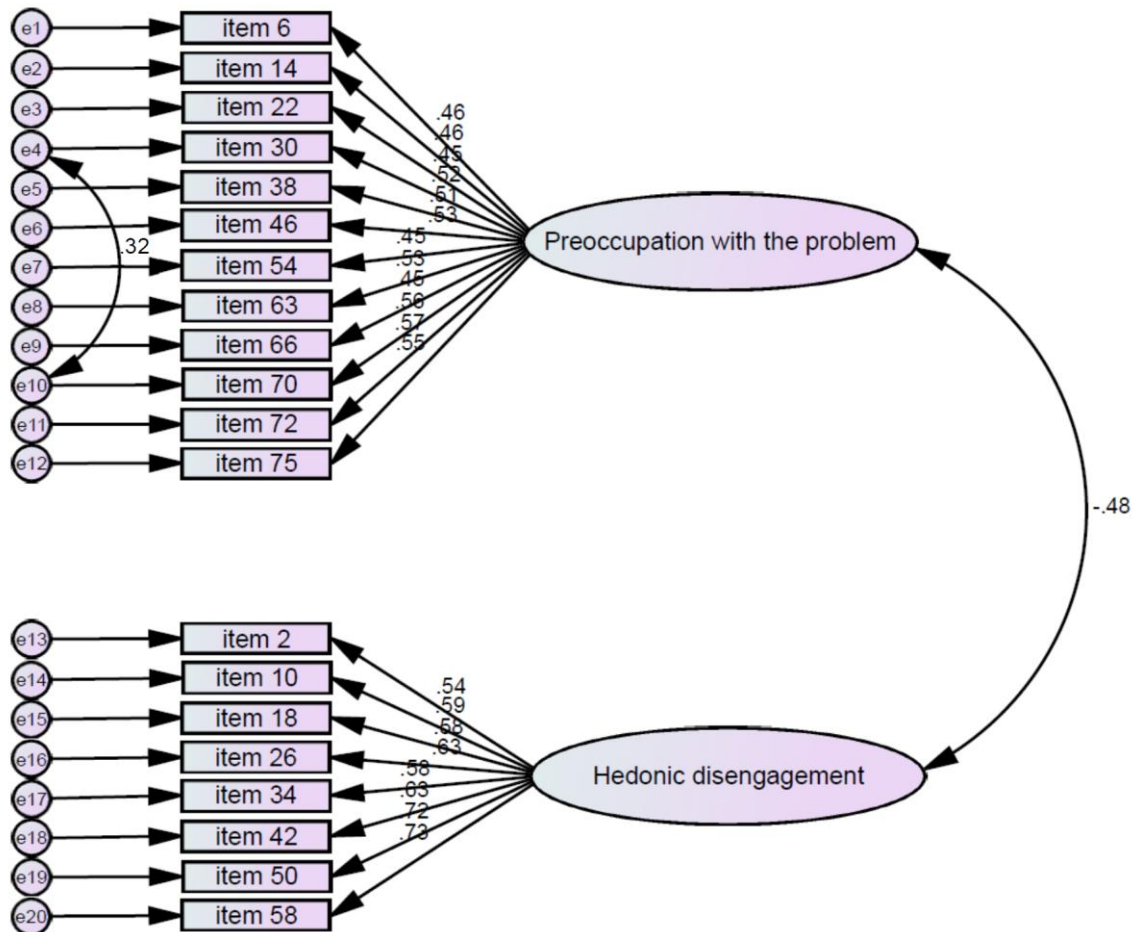 e1 item 6
e2 item 14
e3 item 22
e4 item 30
e5 item 38
e6 item 46
e7 item 54
e8 item 63
e9 item 66
e10 item 70
e11 item 72
e12 item 75
.32
.46
.46
.45
.52
.51
.53
.45
.53
.45
.56
.57
.55
Preoccupation with the problem
-.48
e13 item 2
e14 item 10
e15 item 18
e16 item 26
e17 item 34
e18 item 42
e19 item 50
e20 item 58
.54
.59
.58
.63
.58
.63
.72
.73
Hedonic disengagement